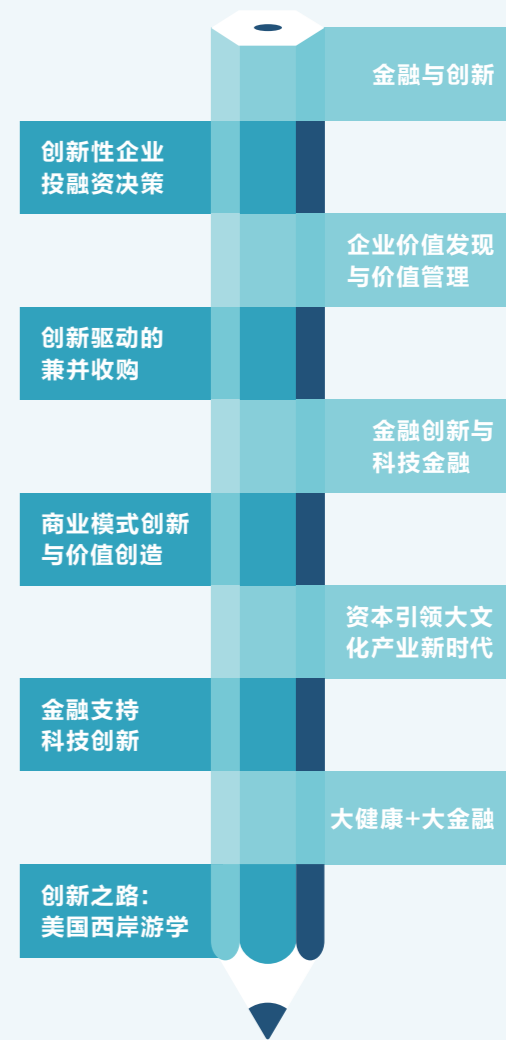 金融与创新
创新性企业
投融资决策
企业价值发现
与价值管理
创新驱动的
兼并收购
金融创新与
科技金融
商业模式创新
与价值创造
资本引领大文
化产业新时代
金融支持
科技创新
大健康+大金融
创新之路：
美国西岸游学